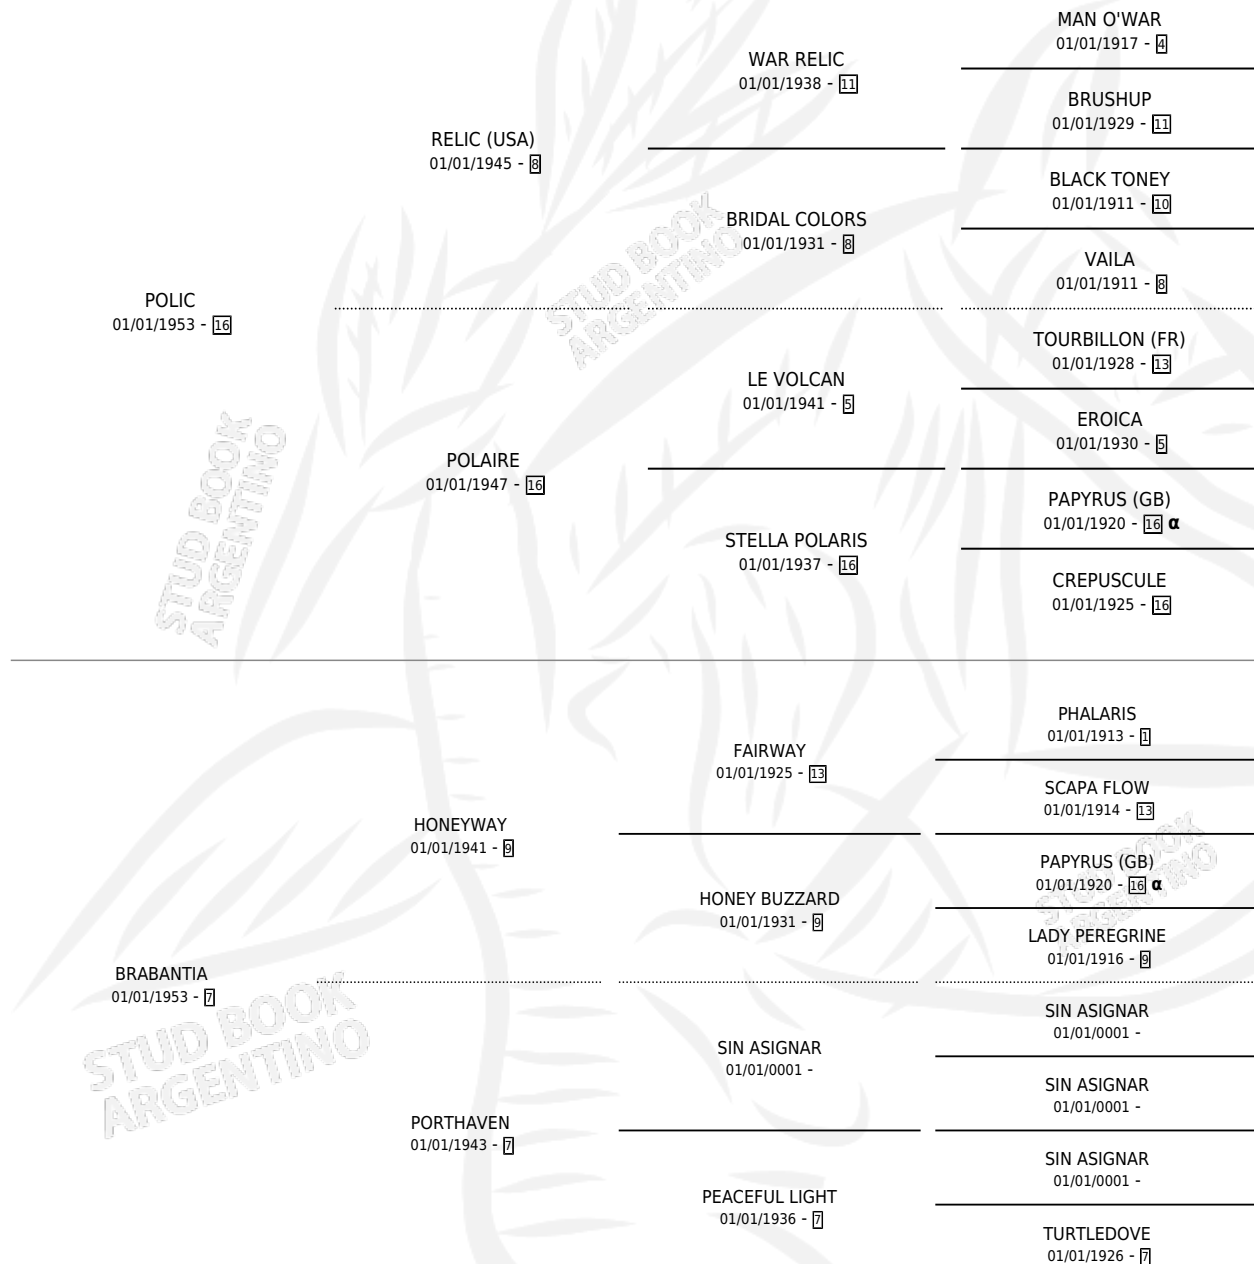 MAN O'WAR
01/01/1917 - 4
WAR RELIC
01/01/1938 - 11
BRUSHUP
01/01/1929 - 11
RELIC (USA)
01/01/1945 - 8
BLACK TONEY
01/01/1911 - 10
BRIDAL COLORS
01/01/1931 - 8
VAILA
01/01/1911 - 8
POLIC
01/01/1953 - 16
STUD BOOK
ARGENTINO
TOURBILLON (FR)
01/01/1928 - 13
LE VOLCAN
01/01/1941 - 5
EROICA
01/01/1930 - 5
POLAIRE
01/01/1947 - 16
PAPYRUS (GB)
01/01/1920 - 16 α
STELLA POLARIS
01/01/1937 - 16
CREPUSCULE
01/01/1925 - 16
STUD BOOK
ARGENTINO
PHALARIS
01/01/1913 - 1
FAIRWAY
01/01/1925 - 13
SCAPA FLOW
01/01/1914 - 13
HONEYWAY
01/01/1941 - 9
PAPYRUS (GB)
01/01/1920 - 16 α
STUD BOOK
ARGENTINO
HONEY BUZZARD
01/01/1931 - 9
LADY PEREGRINE
01/01/1916 - 9
BRABANTIA
01/01/1953 - 7
STUD BOOK
ARGENTINO
SIN ASIGNAR
01/01/0001 -
SIN ASIGNAR
01/01/0001 -
SIN ASIGNAR
01/01/0001 -
PORTHAVEN
01/01/1943 - 7
SIN ASIGNAR
01/01/0001 -
PEACEFUL LIGHT
01/01/1936 - 7
TURTLEDOVE
01/01/1926 - 7